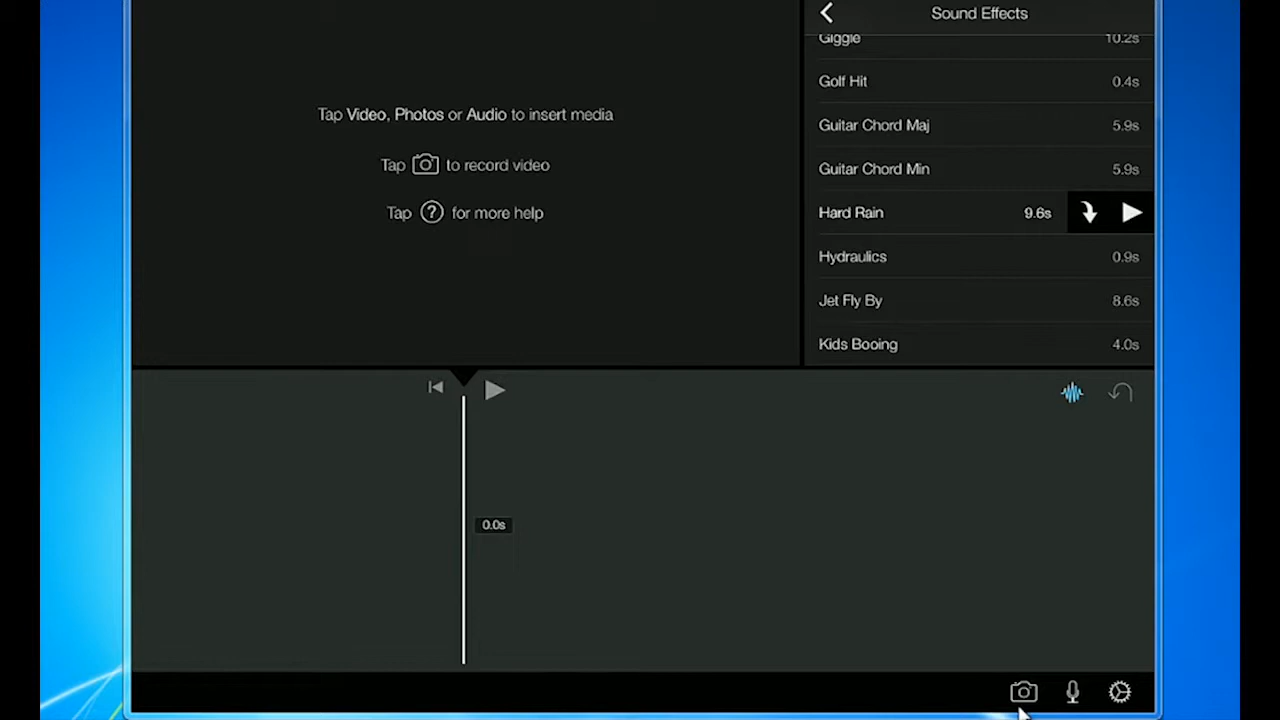 Sound Effects
Giggle 10.2s
Golf Hit 0.4s
Guitar Chord Maj 5.9s
Guitar Chord Min 5.9s
Hard Rain 9.6s
Hydraulics 0.9s
Jet Fly By 8.6s
Kids Booing 4.0s
Tap Video, Photos or Audio to insert media
Tap to record video
Tap ? for more help
0.0s